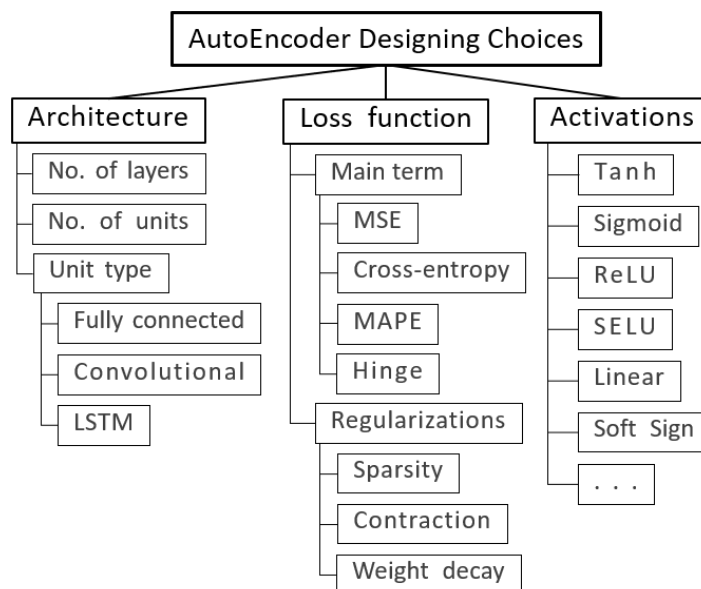 AutoEncoder Designing Choices
Architecture
No. of layers
No. of units
Unit type
Fully connected
Convolutional
LSTM
Loss function
Main term
MSE
Cross-entropy
MAPE
Hinge
Regularizations
Sparsity
Contraction
Weight decay
Activations
Tanh
Sigmoid
ReLU
SELU
Linear
Soft Sign
. . .